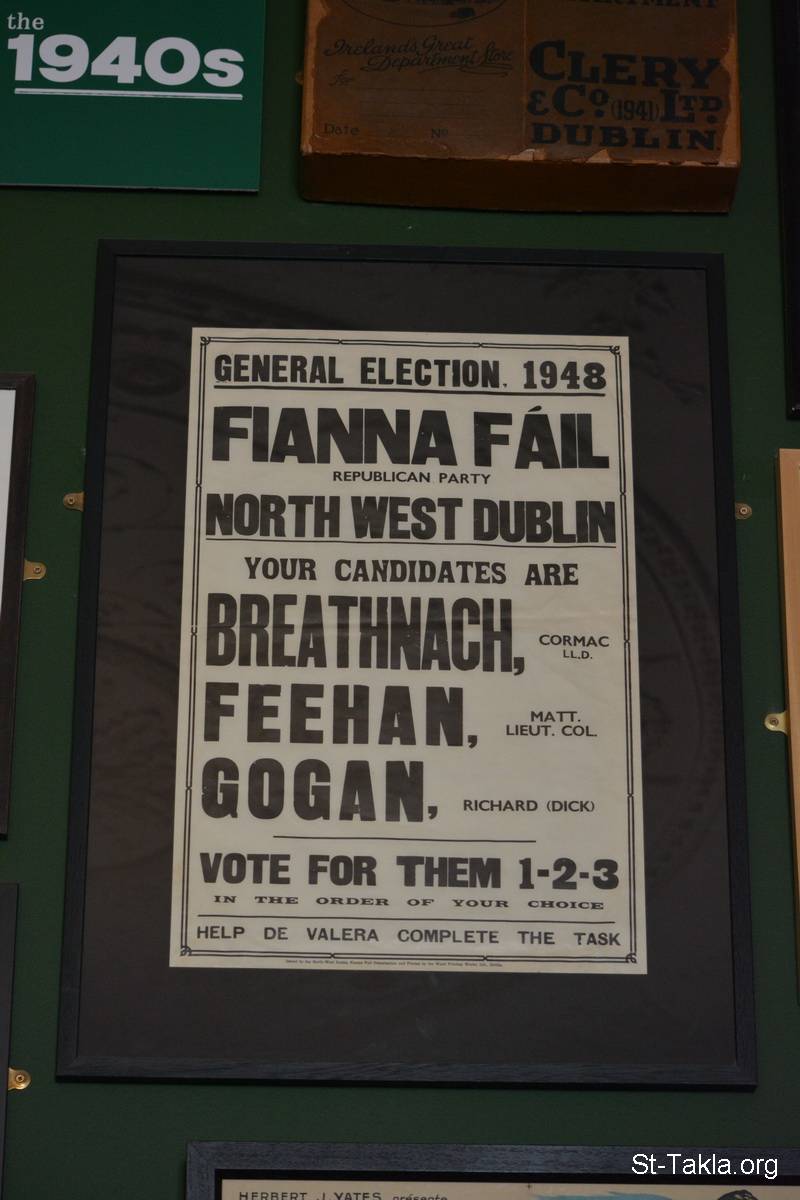 the
1940s
DEPARTMENT
Ireland's Great
Department Store
for
Date
No
CLERY
& Co. (1941) LTD
DUBLIN.
GENERAL ELECTION, 1948
FIANNA FÁIL
REPUBLICAN PARTY
NORTH WEST DUBLIN
YOUR CANDIDATES ARE
BREATHNACH, CORMAC LL.D.
FEEHAN, MATT. LIEUT. COL.
GOGAN, RICHARD (DICK)
VOTE FOR THEM 1-2-3
IN THE ORDER OF YOUR CHOICE
HELP DE VALERA COMPLETE THE TASK
HERBERT J. YATES présente
St-Takla.org